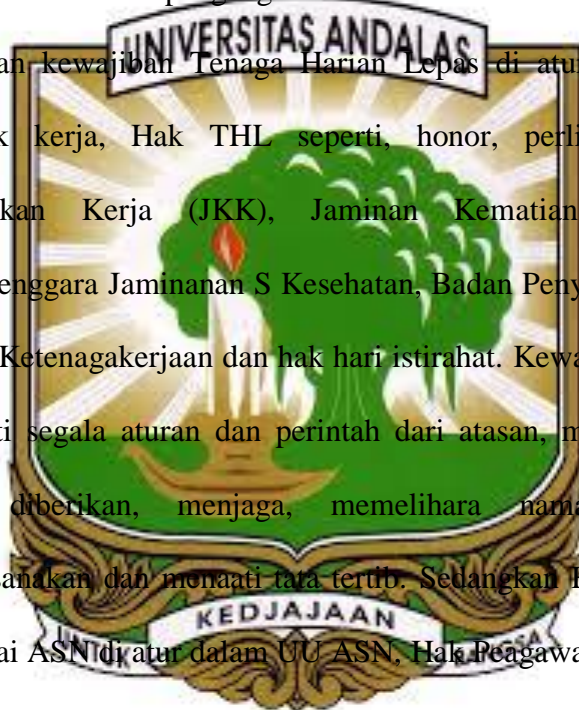 UNIVERSITAS ANDALAS
an kewajiban Tenaga Harian Lepas di atur
k kerja, Hak THL seperti, honor, perli
kan Kerja (JKK), Jaminan Kematian
enggara Jaminanan S Kesehatan, Badan Peny
Ketenagakerjaan dan hak hari istirahat. Kewa
ti segala aturan dan perintah dari atasan, m
diberikan, menjaga, memelihara nama
sanakan dan menaati tata tertib. Sedangkan
KEDJAJAAN
ai ASN di atur dalam UU ASN, Hak Peagawa